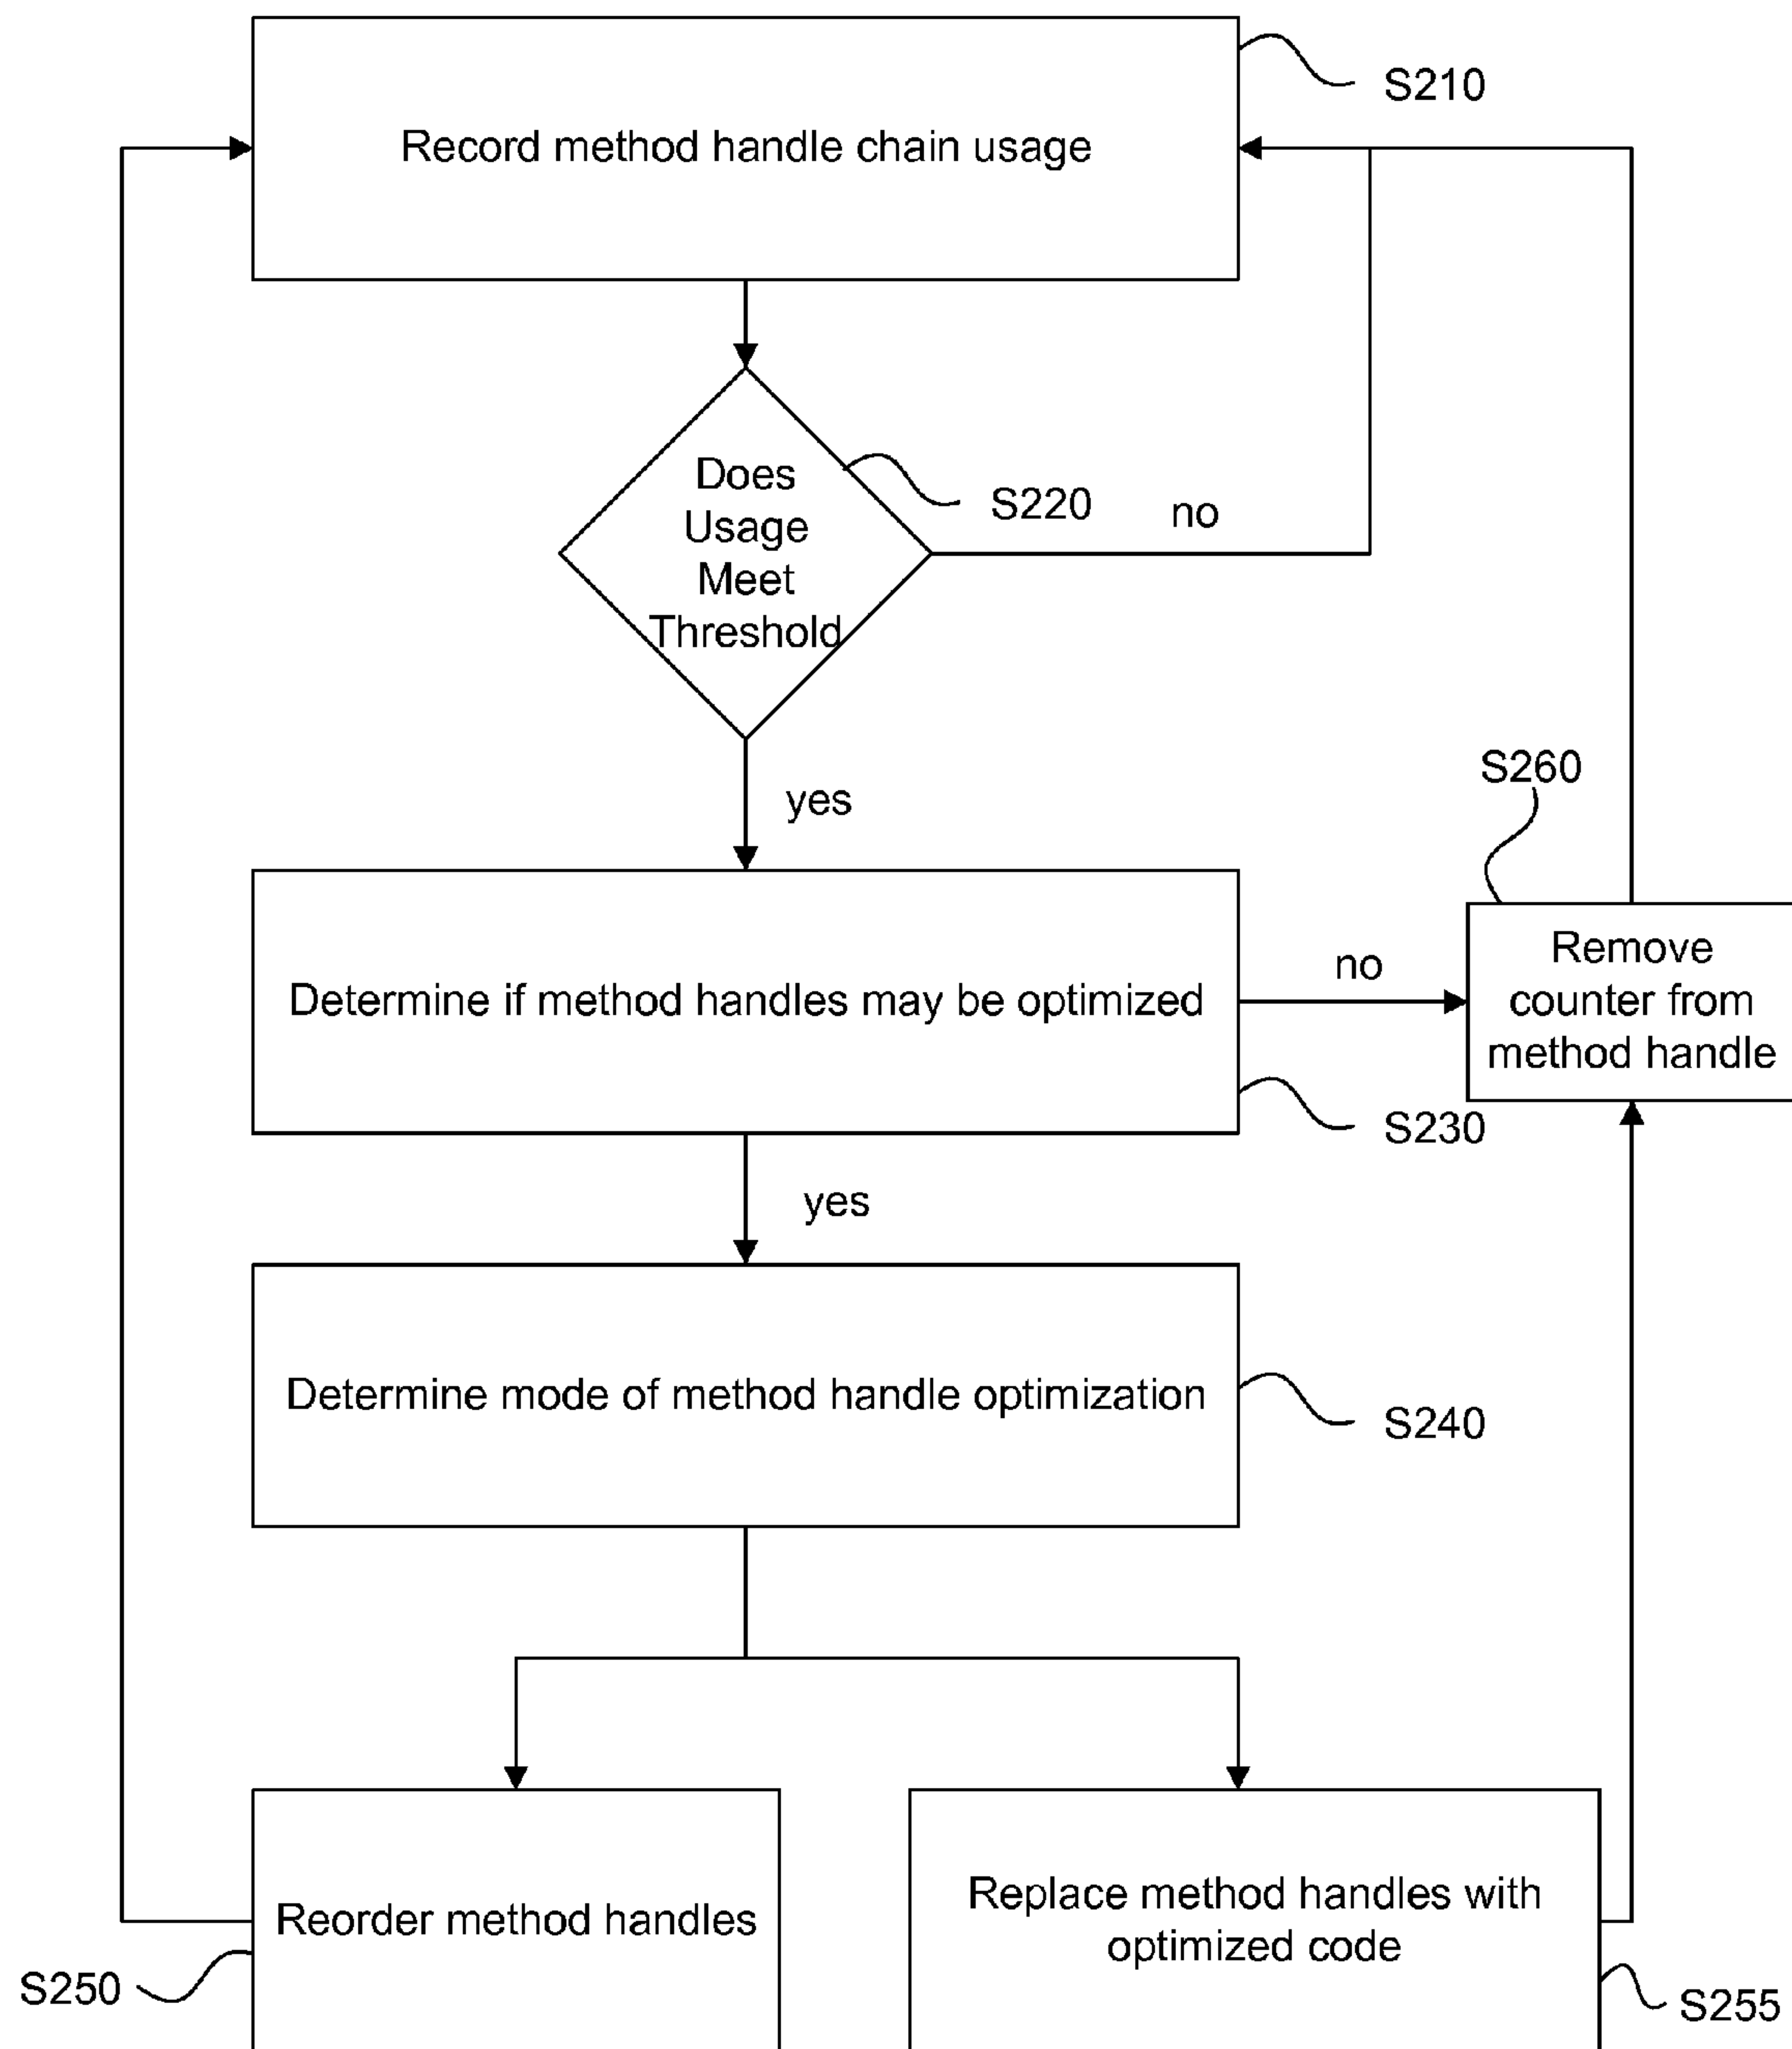 S210
Record method handle chain usage
Does
Usage
Meet
Threshold
S220
no
yes
S260
Remove
counter from
method handle
Determine if method handles may be optimized
no
S230
yes
Determine mode of method handle optimization
S240
Reorder method handles
Replace method handles with
optimized code
S250
S255